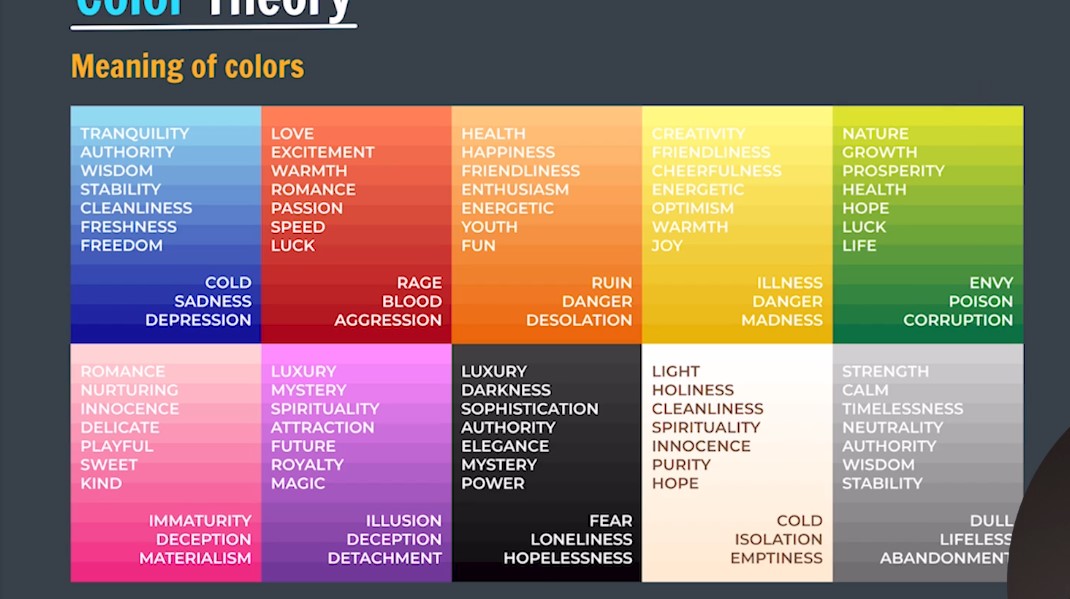 Color Theory
Meaning of colors
TRANQUILITY
AUTHORITY
WISDOM
STABILITY
CLEANLINESS
FRESHNESS
FREEDOM
COLD
SADNESS
DEPRESSION
LOVE
EXCITEMENT
WARMTH
ROMANCE
PASSION
SPEED
LUCK
RAGE
BLOOD
AGGRESSION
HEALTH
HAPPINESS
FRIENDLINESS
ENTHUSIASM
ENERGETIC
YOUTH
FUN
RUIN
DANGER
DESOLATION
CREATIVITY
FRIENDLINESS
CHEERFULNESS
ENERGETIC
OPTIMISM
WARMTH
JOY
ILLNESS
DANGER
MADNESS
NATURE
GROWTH
PROSPERITY
HEALTH
HOPE
LUCK
LIFE
ENVY
POISON
CORRUPTION
ROMANCE
NURTURING
INNOCENCE
DELICATE
PLAYFUL
SWEET
KIND
IMMATURITY
DECEPTION
MATERIALISM
LUXURY
MYSTERY
SPIRITUALITY
ATTRACTION
FUTURE
ROYALTY
MAGIC
ILLUSION
DECEPTION
DETACHMENT
LUXURY
DARKNESS
SOPHISTICATION
AUTHORITY
ELEGANCE
MYSTERY
POWER
FEAR
LONELINESS
HOPELESSNESS
LIGHT
HOLINESS
CLEANLINESS
SPIRITUALITY
INNOCENCE
PURITY
HOPE
COLD
ISOLATION
EMPTINESS
STRENGTH
CALM
TIMELESSNESS
NEUTRALITY
AUTHORITY
WISDOM
STABILITY
DULL
LIFELESS
ABANDONMENT